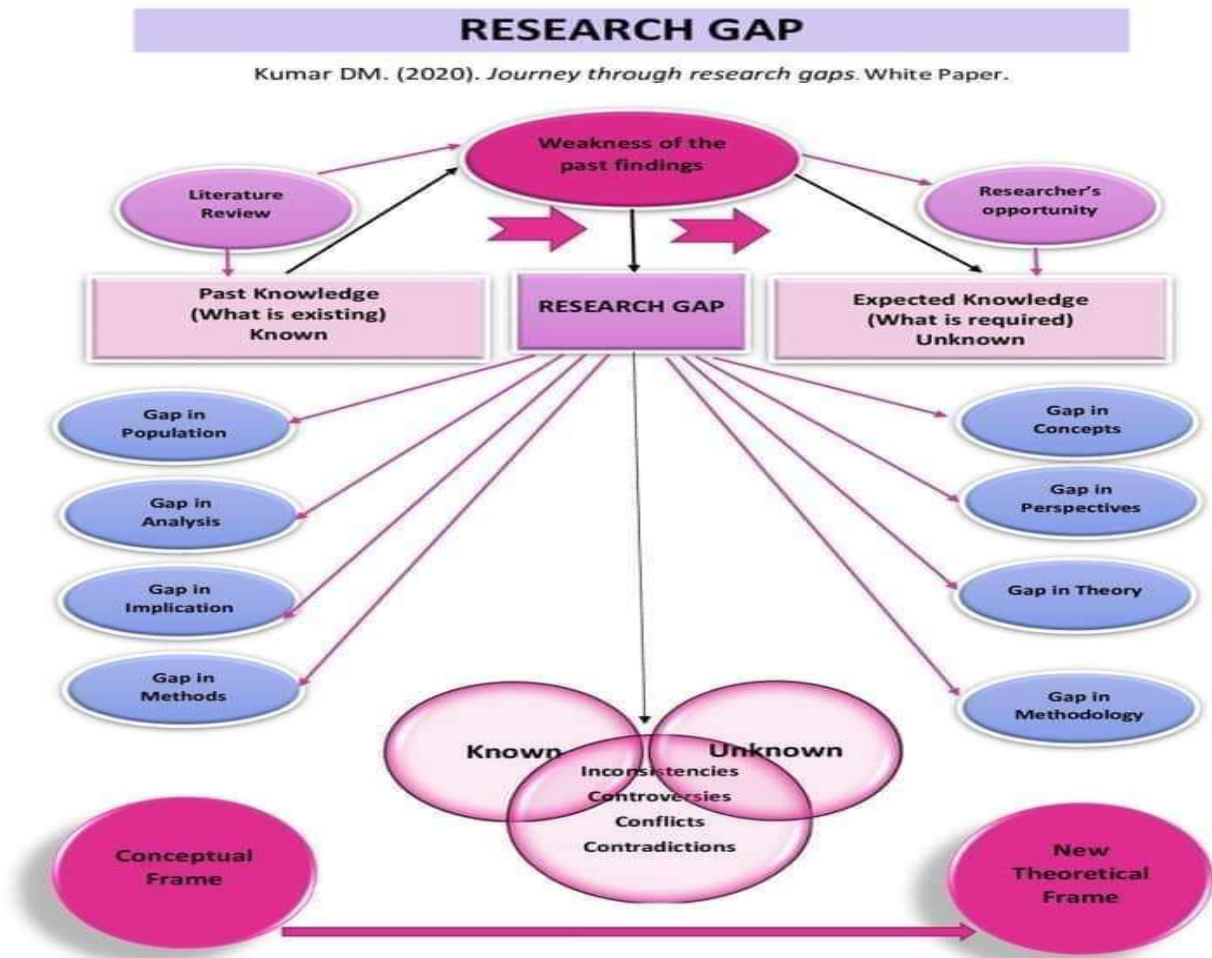 RESEARCH GAP
Kumar DM. (2020). Journey through research gaps. White Paper.
Weakness of the
past findings
Literature
Review
Researcher's
opportunity
Past Knowledge
(What is existing)
Known
RESEARCH GAP
Expected Knowledge
(What is required)
Unknown
Gap in
Population
Gap in
Concepts
Gap in
Analysis
Gap in
Perspectives
Gap in
Implication
Gap in Theory
Gap in
Methods
Gap in
Methodology
Known
Unknown
Inconsistencies
Controversies
Conflicts
Contradictions
Conceptual
Frame
New
Theoretical
Frame